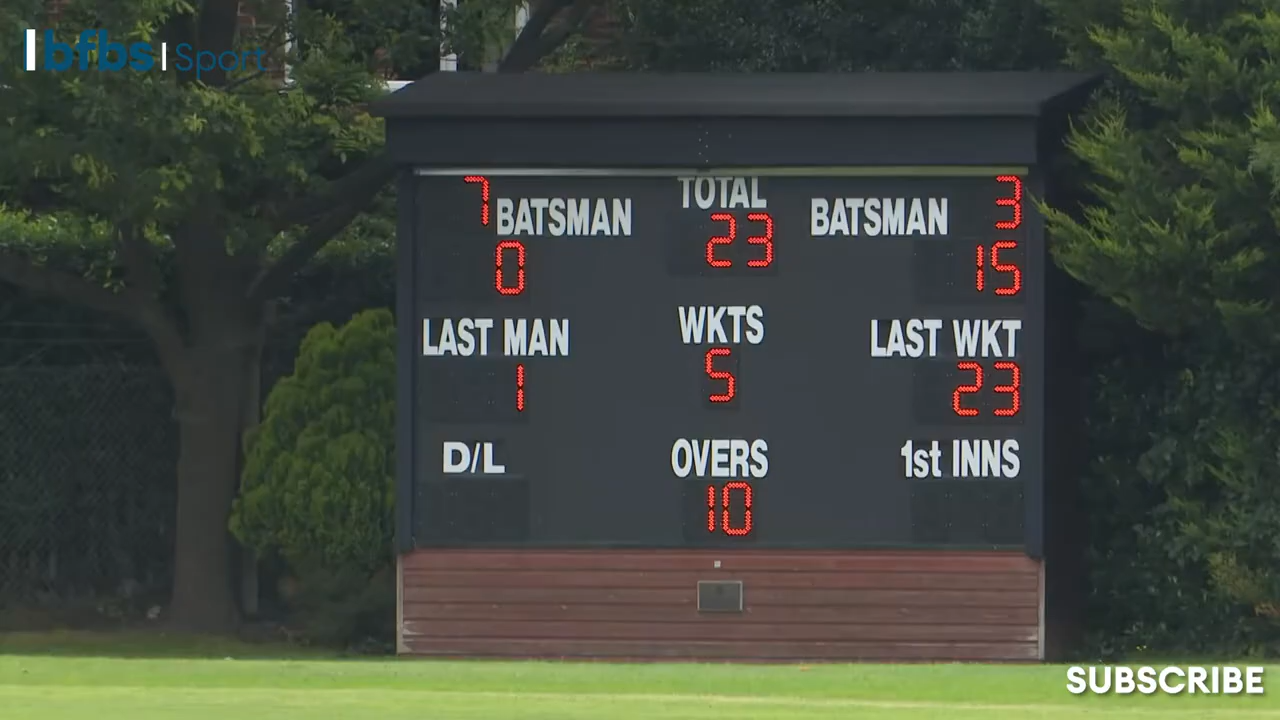 bfbs | Sport
7 BATSMAN TOTAL BATSMAN 3
0 23 15
LAST MAN WKTS LAST WKT
1 5 23
D/L OVERS 1st INNS
10
SUBSCRIBE